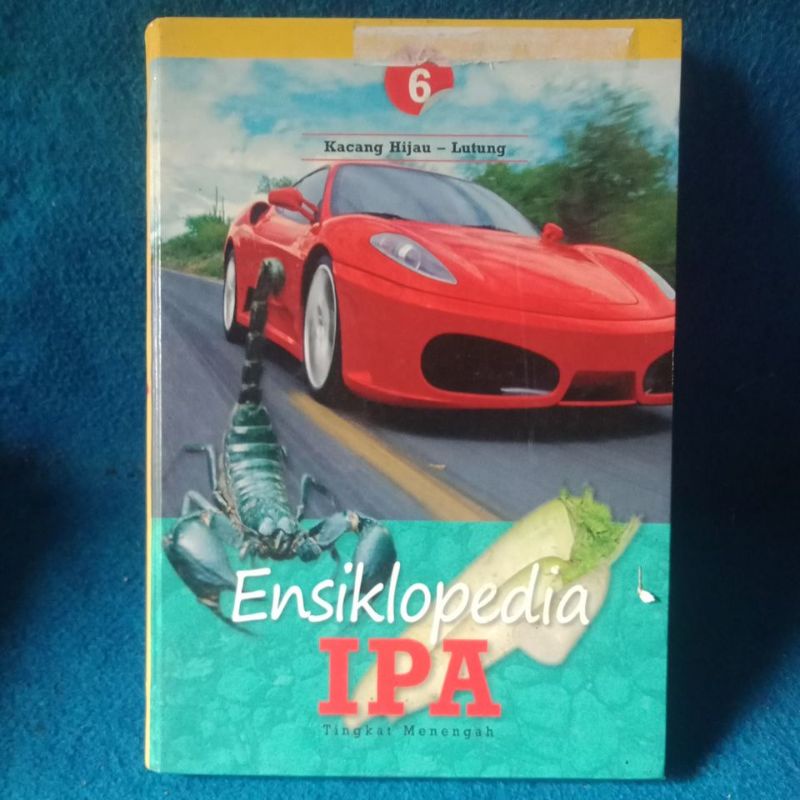 6
Kacang Hijau – Lutung
Ensiklopedia
IPA
Tingkat Menengah